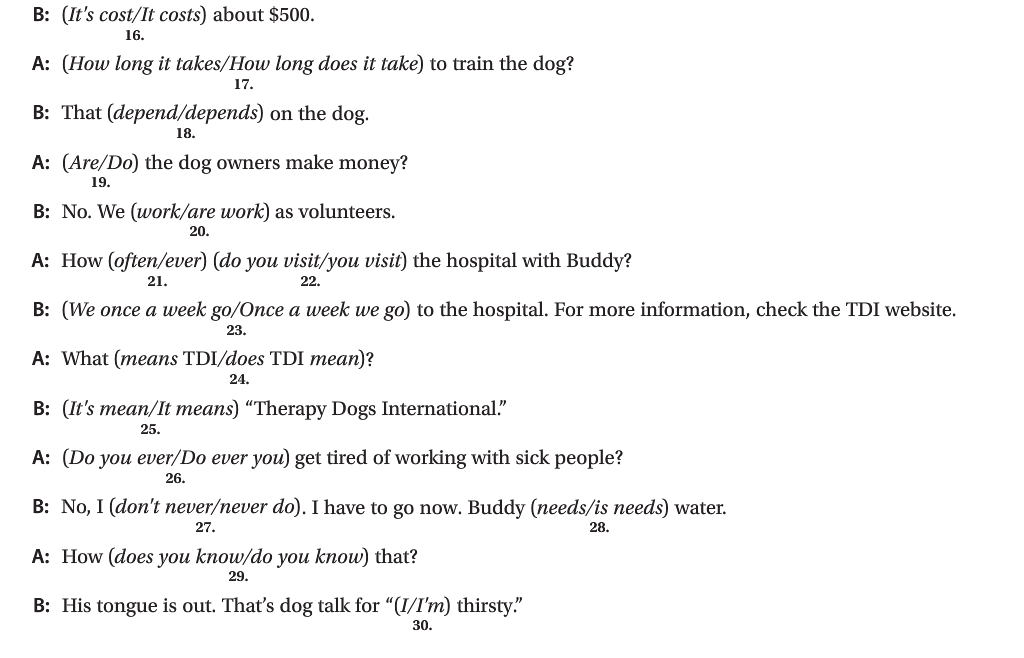 B: (It's cost/It costs) about $500.
16.
A: (How long it takes/How long does it take) to train the dog?
17.
B: That (depend/depends) on the dog.
18.
A: (Are/Do) the dog owners make money?
19.
B: No. We (work/are work) as volunteers.
20.
A: How (often/ever) (do you visit/you visit) the hospital with Buddy?
21. 22.
B: (We once a week go/Once a week we go) to the hospital. For more information, check the TDI website.
23.
A: What (means TDI/does TDI mean)?
24.
B: (It's mean/It means) “Therapy Dogs International.”
25.
A: (Do you ever/Do ever you) get tired of working with sick people?
26.
B: No, I (don't never/never do). I have to go now. Buddy (needs/is needs) water.
27. 28.
A: How (does you know/do you know) that?
29.
B: His tongue is out. That’s dog talk for “(I/I'm) thirsty.”
30.